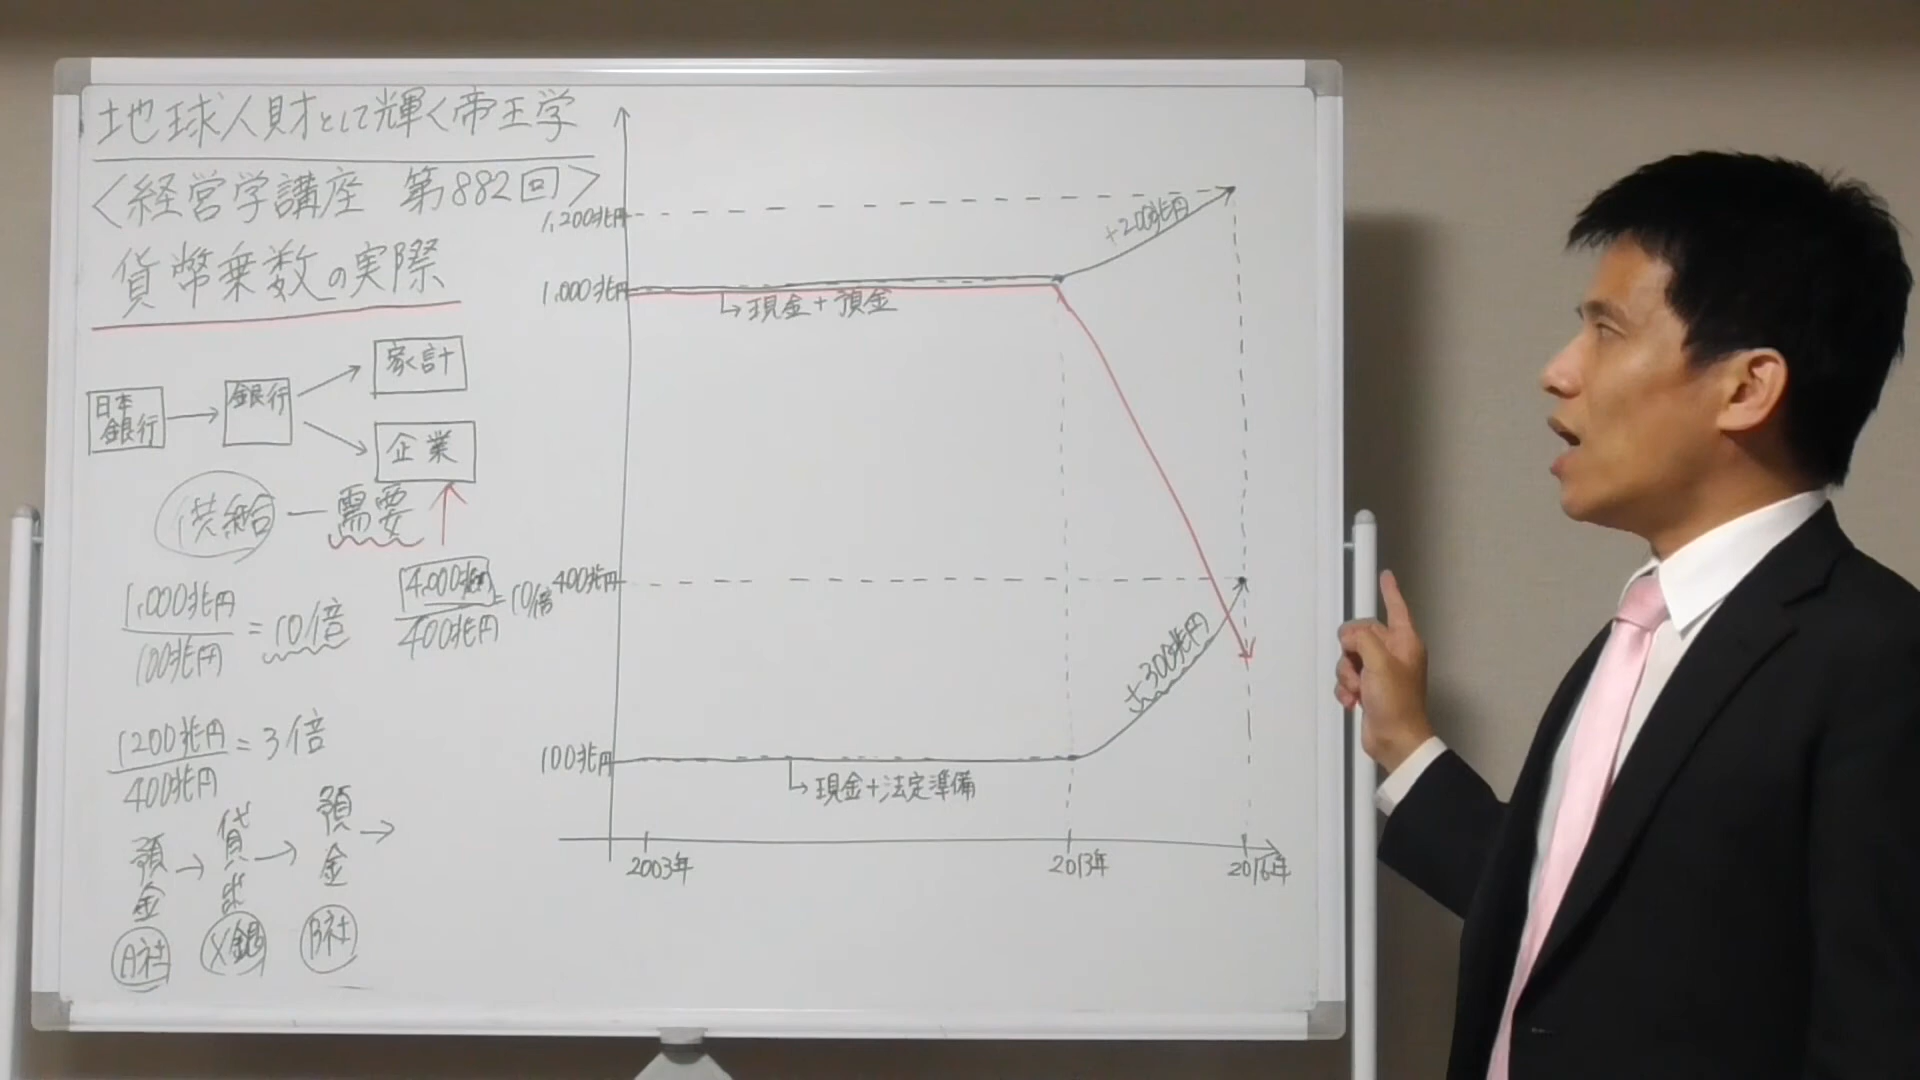 地球人財として輝く帝王学
<経営学講座 第882回>
貨幣乗数の実際
日本
銀行
銀行
家計
企業
供給ー需要
1,000兆円
100兆円
=10倍
4,000兆円
400兆円
=10倍
1200兆円
400兆円
=3倍
預金→貸出→預金→
A社
X銀
B社
1,200兆円
1,000兆円
400兆円
100兆円
+200兆円
現金+預金
+300兆円
現金+法定準備
2003年
2013年
2016年